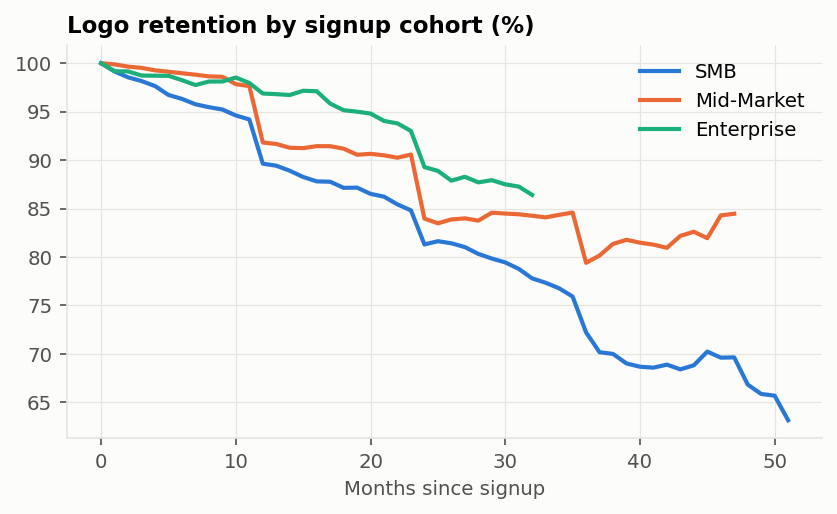 Logo retention by signup cohort (%)
100
95
90
85
80
75
70
65
SMB
Mid-Market
Enterprise
0 10 20 30 40 50
Months since signup